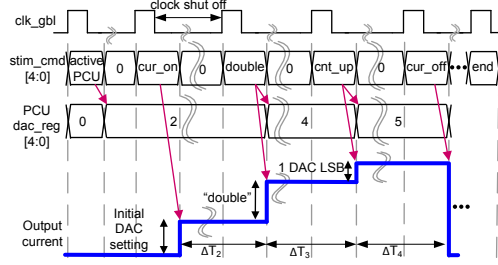 clock shut off
clk_gbl
stim_cmd
[4:0]
active
PCU
0
cur_on
0
double
0
cnt_up
0
cur_off
•••
end
PCU
dac_reg
[4:0]
0
2
4
5
1 DAC LSB
“double”
Initial
DAC
setting
Output
current
•••
ΔT2
ΔT3
ΔT4